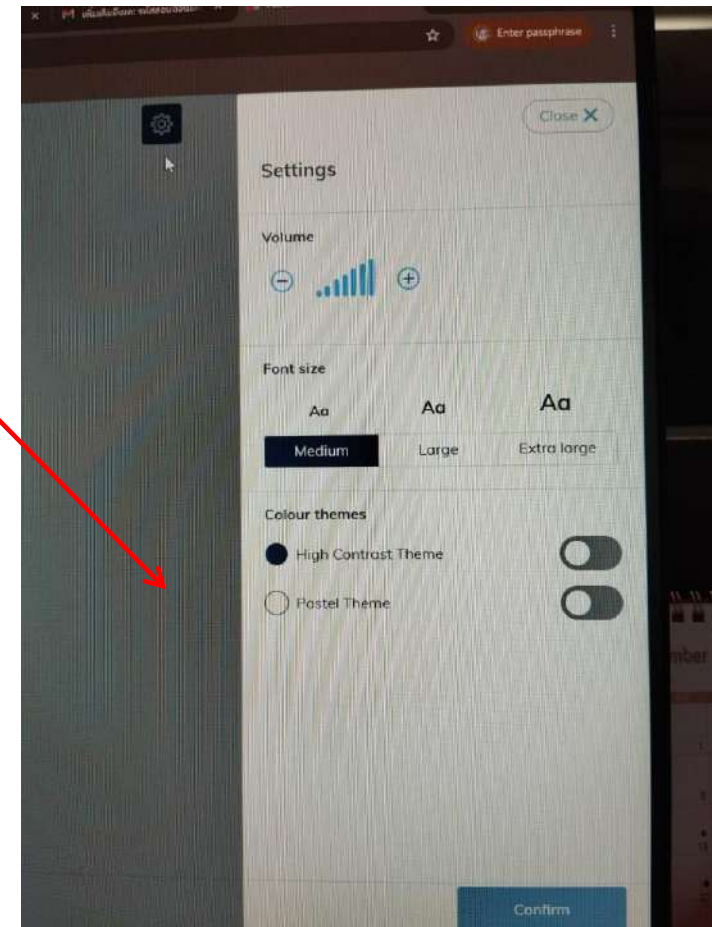 Enter passphrase
Close X
Settings
Volume
Font size
Aa Aa Aa
Medium Large Extra large
Colour themes
High Contrast Theme
Pastel Theme
mber
Confirm